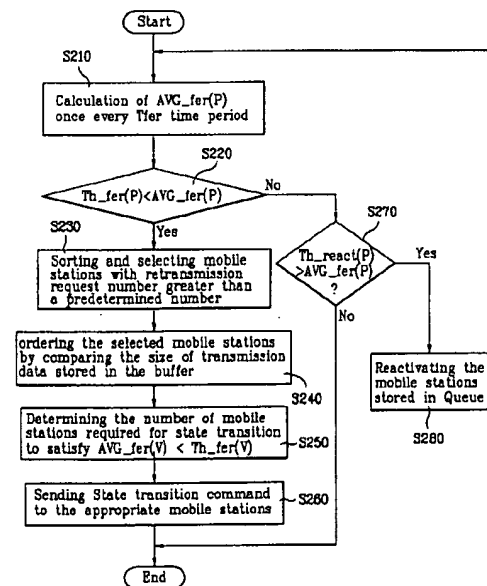 Start
S210
Calculation of AVG_fer(P)
once every Tfer time period
S220
Th_fer(P)<AVG_fer(P)
No
Yes
S230
Sorting and selecting mobile
stations with retransmission
request number greater than
a predetermined number
S270
Th_react(P)
>AVG_fer(P)
?
Yes
No
ordering the selected mobile stations
by comparing the size of transmission
data stored in the buffer
S240
Reactivating the
mobile stations
stored in Queue
S280
Determining the number of mobile
stations required for state transition
to satisfy AVG_fer(V) < Th_fer(V)
S250
Sending State transition command
to the appropriate mobile stations
S260
End